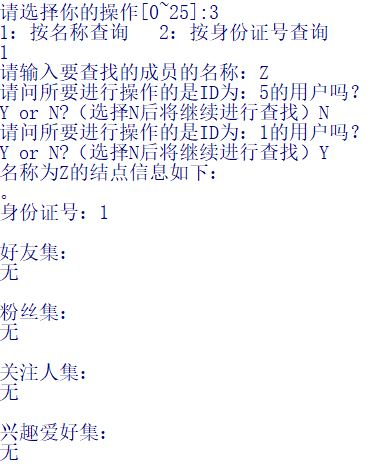 请选择你的操作[0~25]:3
1: 按名称查询 2: 按身份证号查询
1
请输入要查找的成员的名称: Z
请问所要进行操作的是ID为: 5的用户吗?
Y or N?（选择N后将继续进行查找）N
请问所要进行操作的是ID为: 1的用户吗?
Y or N?（选择N后将继续进行查找）Y
名称为Z的结点信息如下:
。
身份证号: 1
好友集:
无
粉丝集:
无
关注人集:
无
兴趣爱好集:
无